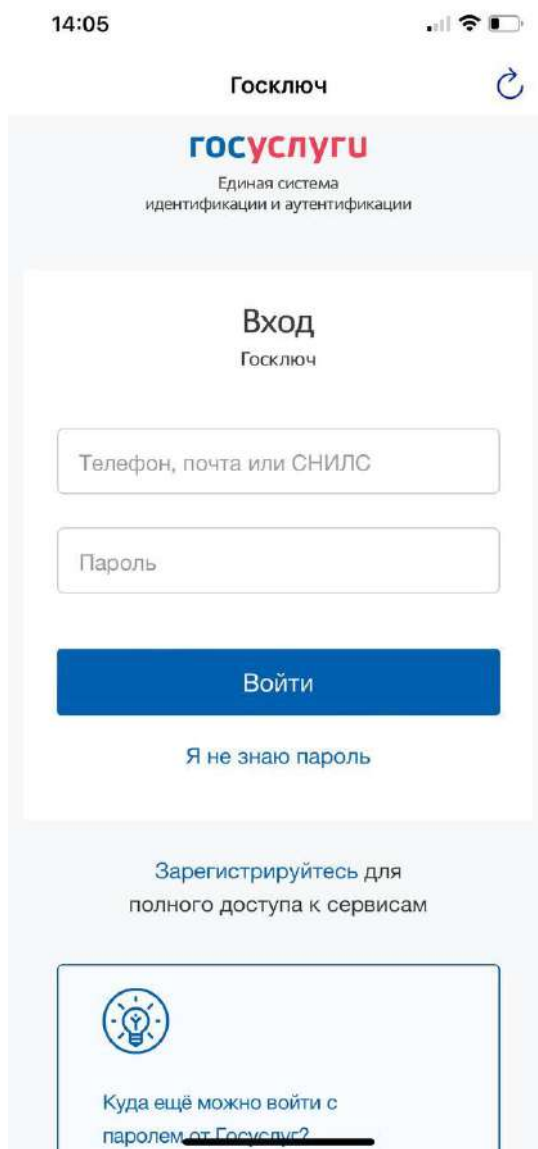 14:05
Госключ
госуслуги
Единая система
идентификации и аутентификации
Вход
Госключ
Телефон, почта или СНИЛС
Пароль
Войти
Я не знаю пароль
Зарегистрируйтесь для
полного доступа к сервисам
Куда ещё можно войти с
паролем от Госуслуг?